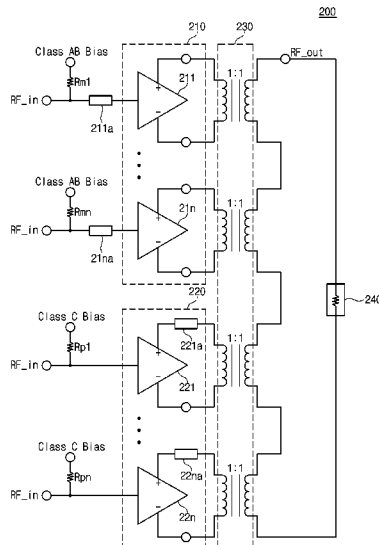 200
210
230
Class AB Bias
1:1
RF_out
Rm1
+
211
RF_in
-
211a
Class AB Bias
1:1
Rmn
+
21n
RF_in
-
21na
240
220
Class C Bias
1:1
221a
Rp1
+
221
RF_in
-
Class C Bias
1:1
22na
Rpn
+
22n
RF_in
-